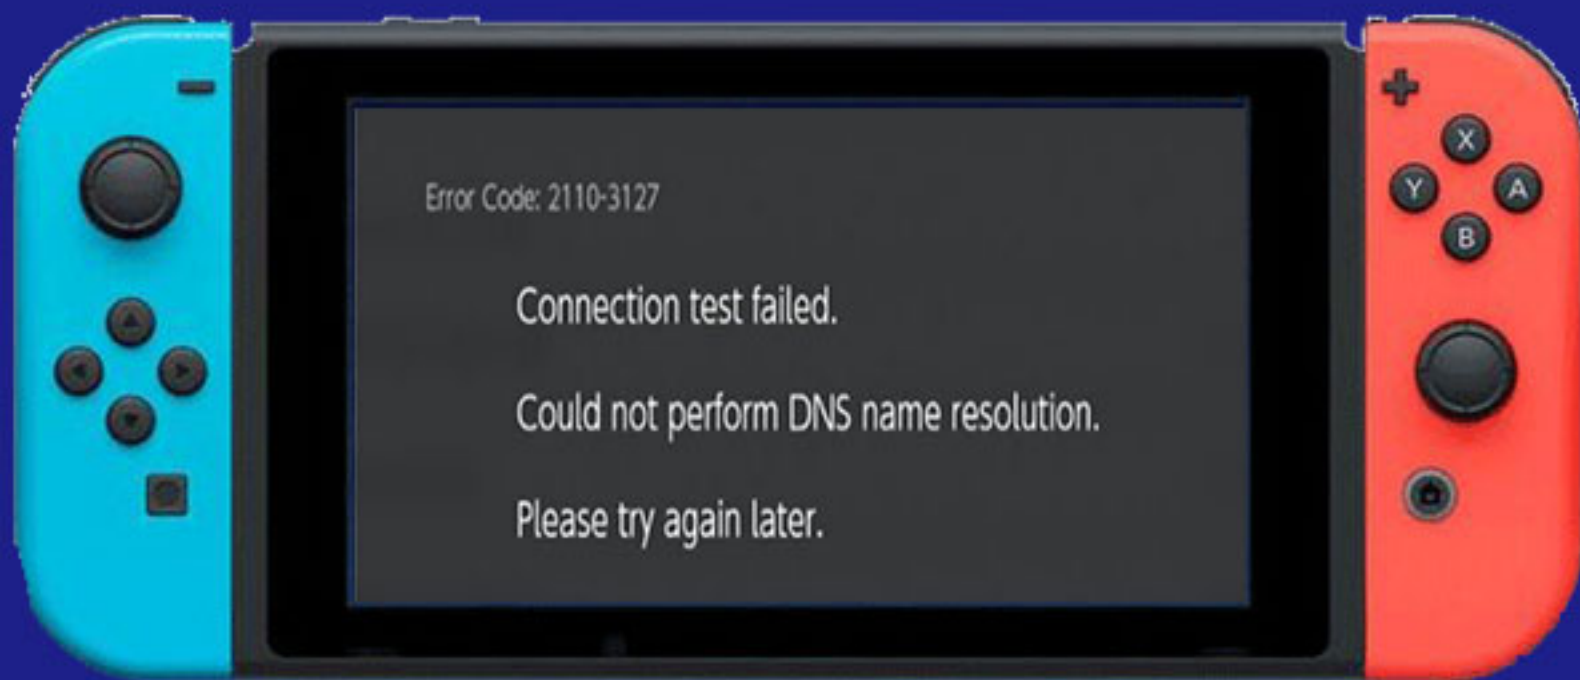 Error Code: 2110-3127
Connection test failed.
Could not perform DNS name resolution.
Please try again later.
X
Y
A
B